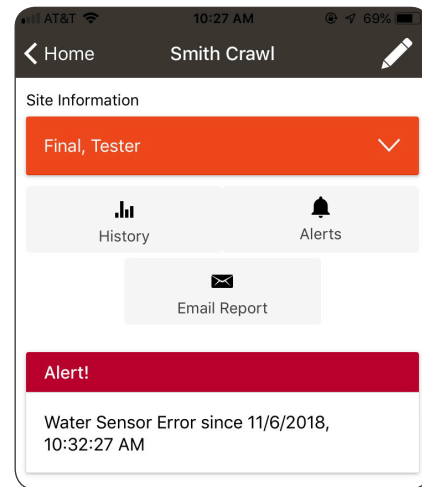 AT&T 10:27 AM 69%
Home Smith Crawl
Site Information
Final, Tester
History Alerts
Email Report
Alert!
Water Sensor Error since 11/6/2018,
10:32:27 AM